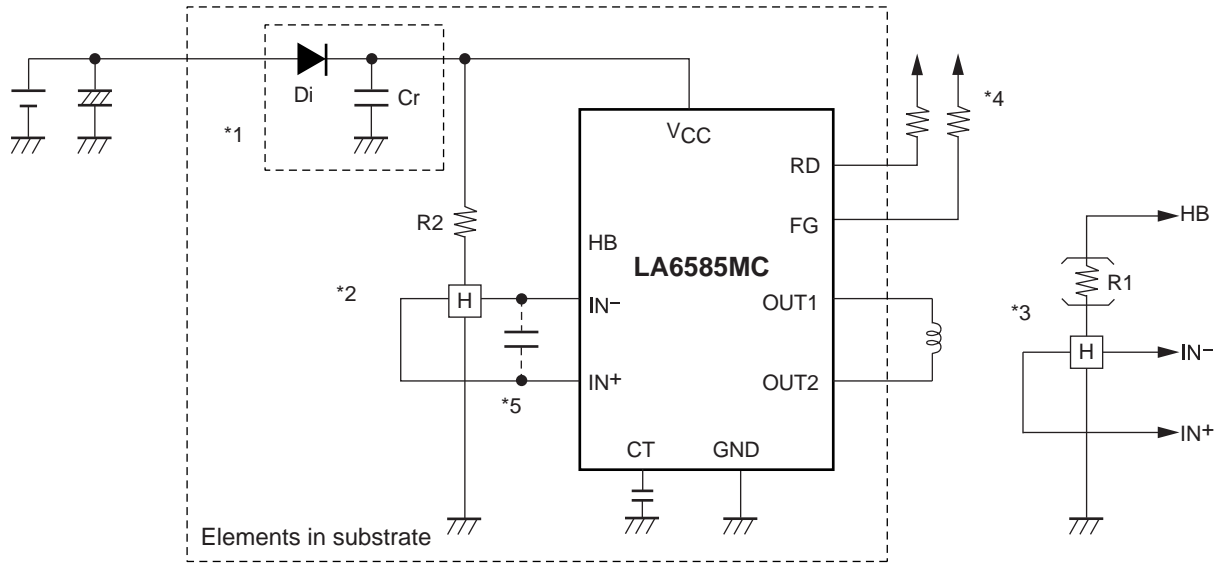 Di
Cr
*1
*4
VCC
RD
R2
FG
HB
HB
LA6585MC
R1
*2
*3
H
IN−
OUT1
H
IN−
IN+
OUT2
*5
IN+
CT
GND
Elements in substrate